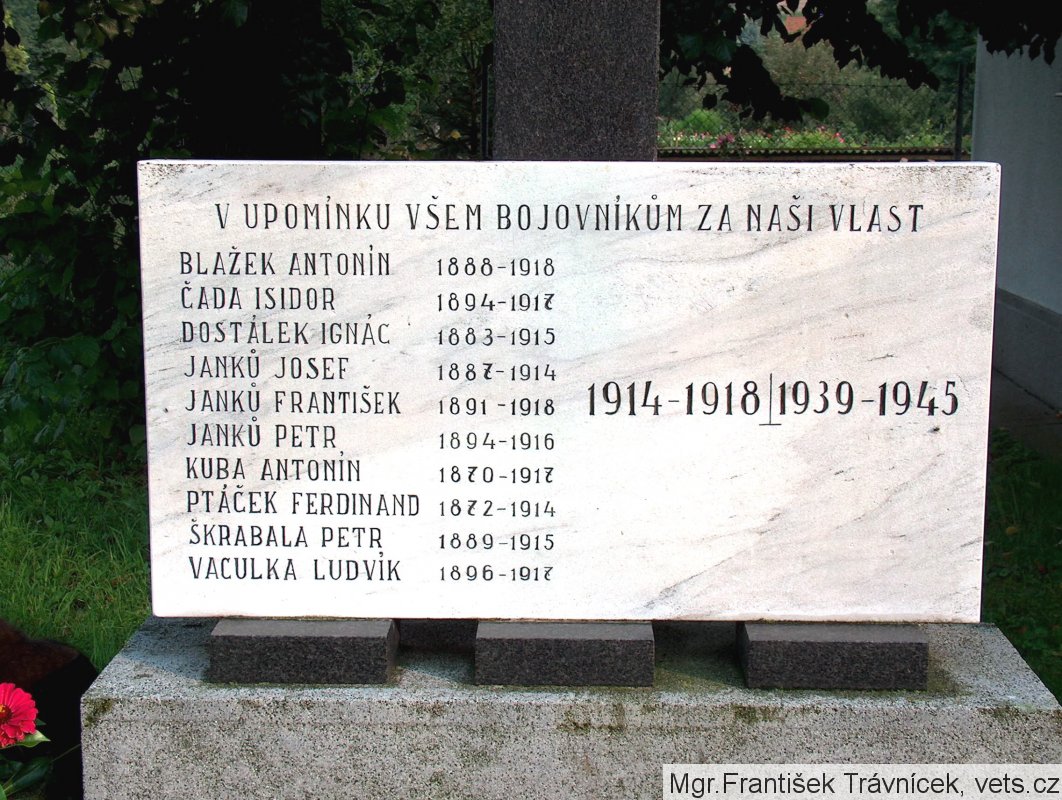 V UPOMÍNKU VŠEM BOJOVNÍKŮM ZA NAŠI VLAST
BLAŽEK ANTONÍN 1888-1918
ČADA ISIDOR 1894-1917
DOSTÁLEK IGNÁC 1883-1915
JANKŮ JOSEF 1887-1914
JANKŮ FRANTIŠEK 1891-1918
JANKŮ PETR 1894-1916
KUBA ANTONÍN 1870-1917
PTÁČEK FERDINAND 1872-1914
ŠKRABALA PETR 1889-1915
VACULKA LUDVÍK 1896-1917
1914-1918 1939-1945
Mgr.František Trávnícek, vets.cz